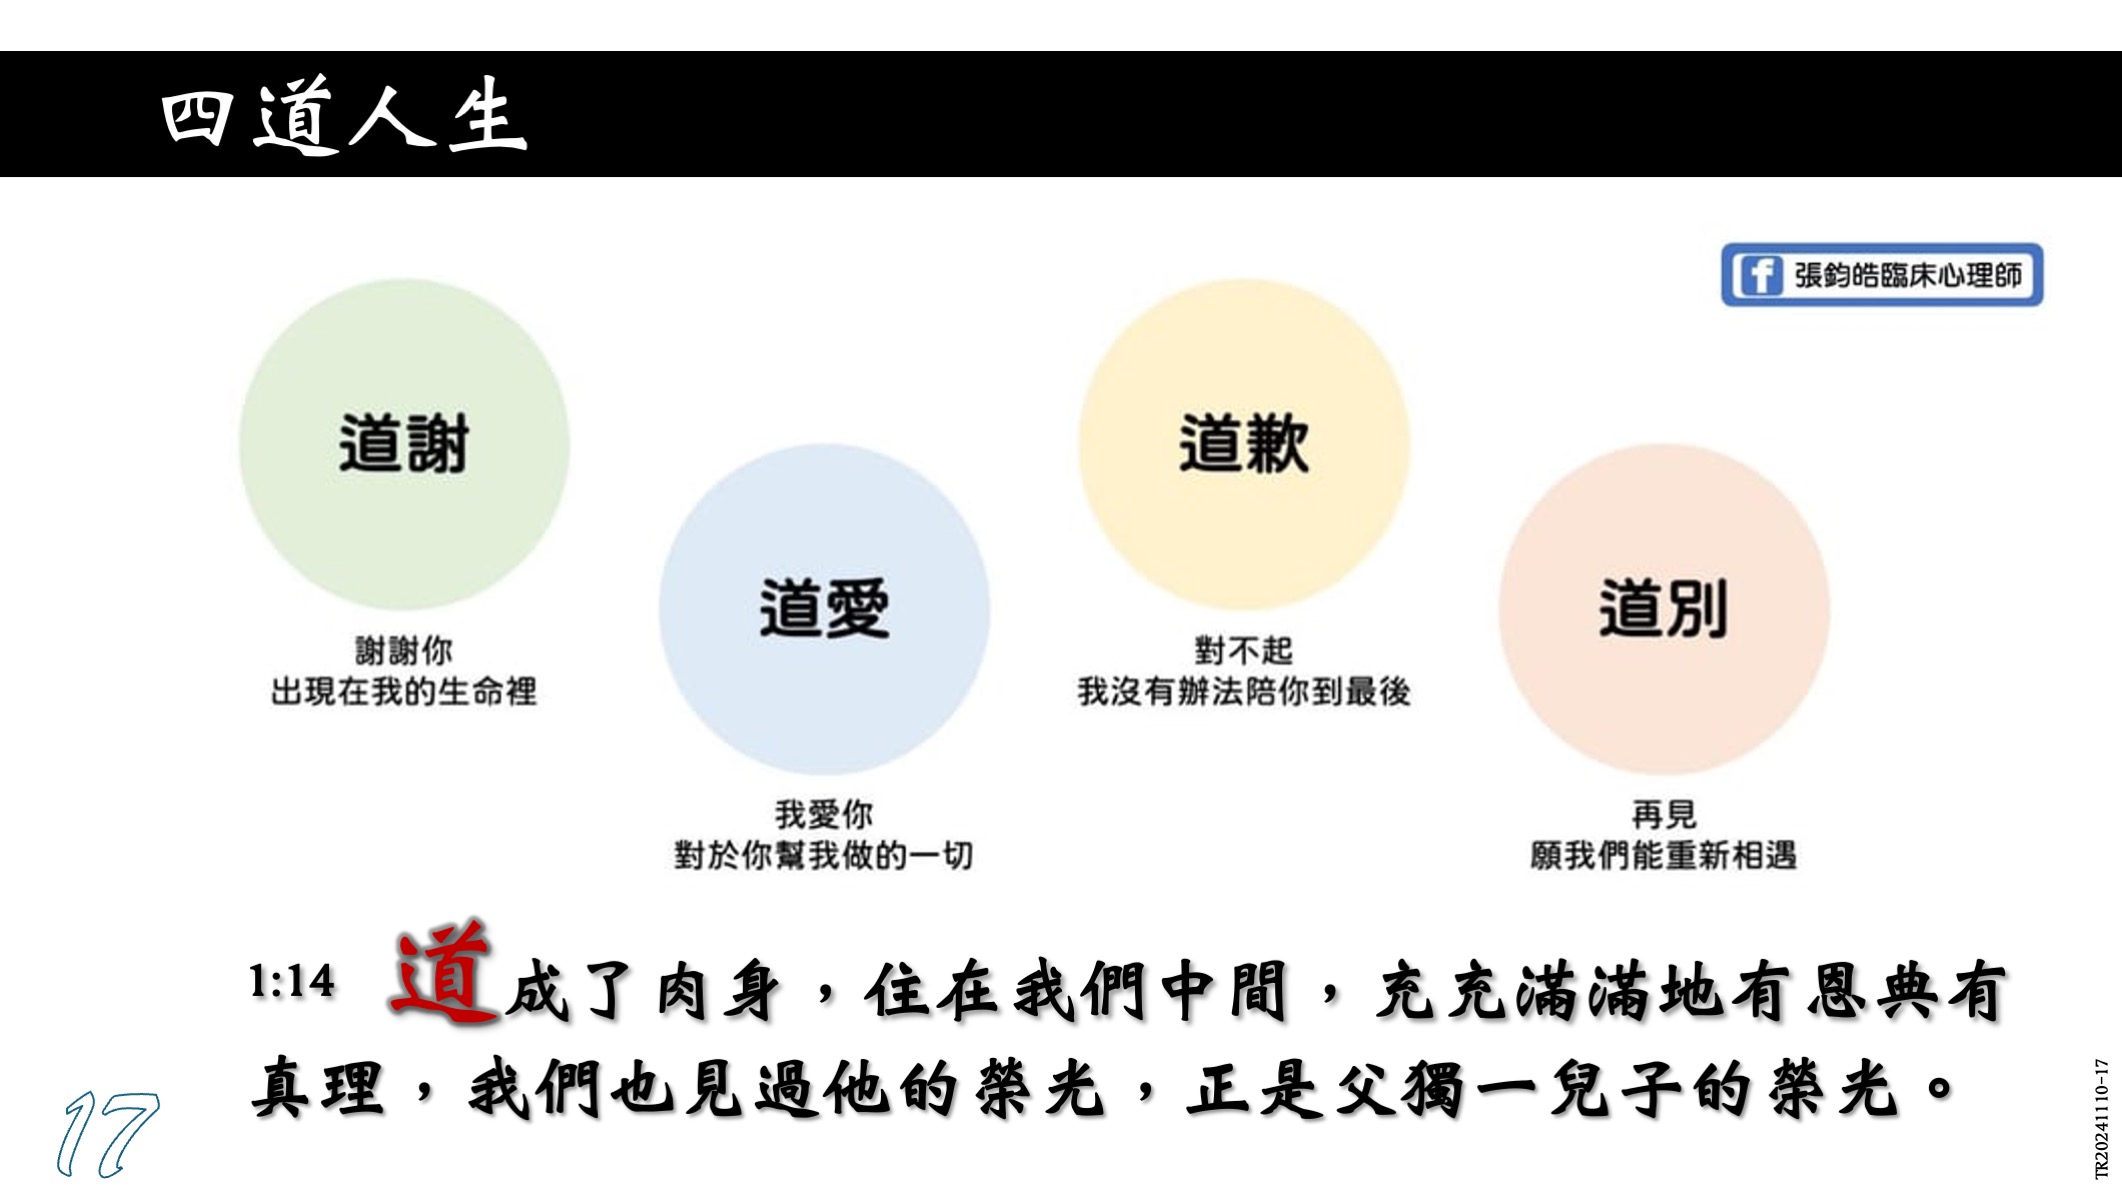 四道人生
f 張鈞皓臨床心理師
道謝
謝謝你
出現在我的生命裡
道愛
我愛你
對於你幫我做的一切
道歉
對不起
我沒有辦法陪你到最後
道別
再見
願我們能重新相遇
1:14 道成了肉身，住在我們中間，充充滿滿地有恩典有
真理，我們也見過他的榮光，正是父獨一兒子的榮光。
17
TR20241110-17